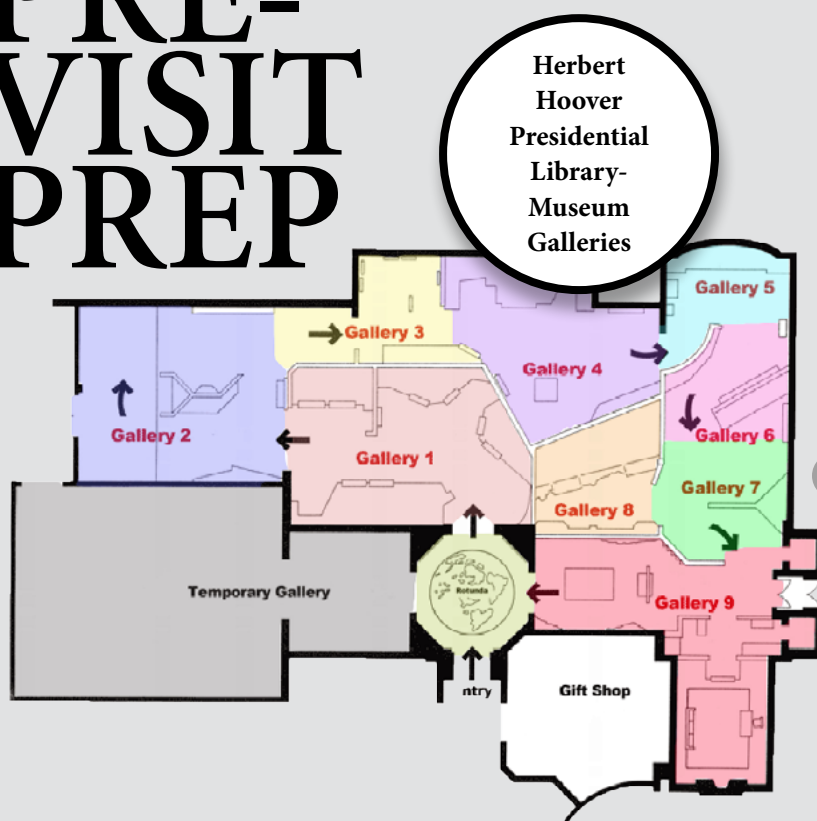 PRE-
VISIT
PREP
Herbert
Hoover
Presidential
Library-
Museum
Galleries
Gallery 5
Gallery 3
Gallery 4
Gallery 2
Gallery 6
Gallery 1
Gallery 7
Gallery 8
Temporary Gallery
Rotunda
Gallery 9
ntry
Gift Shop